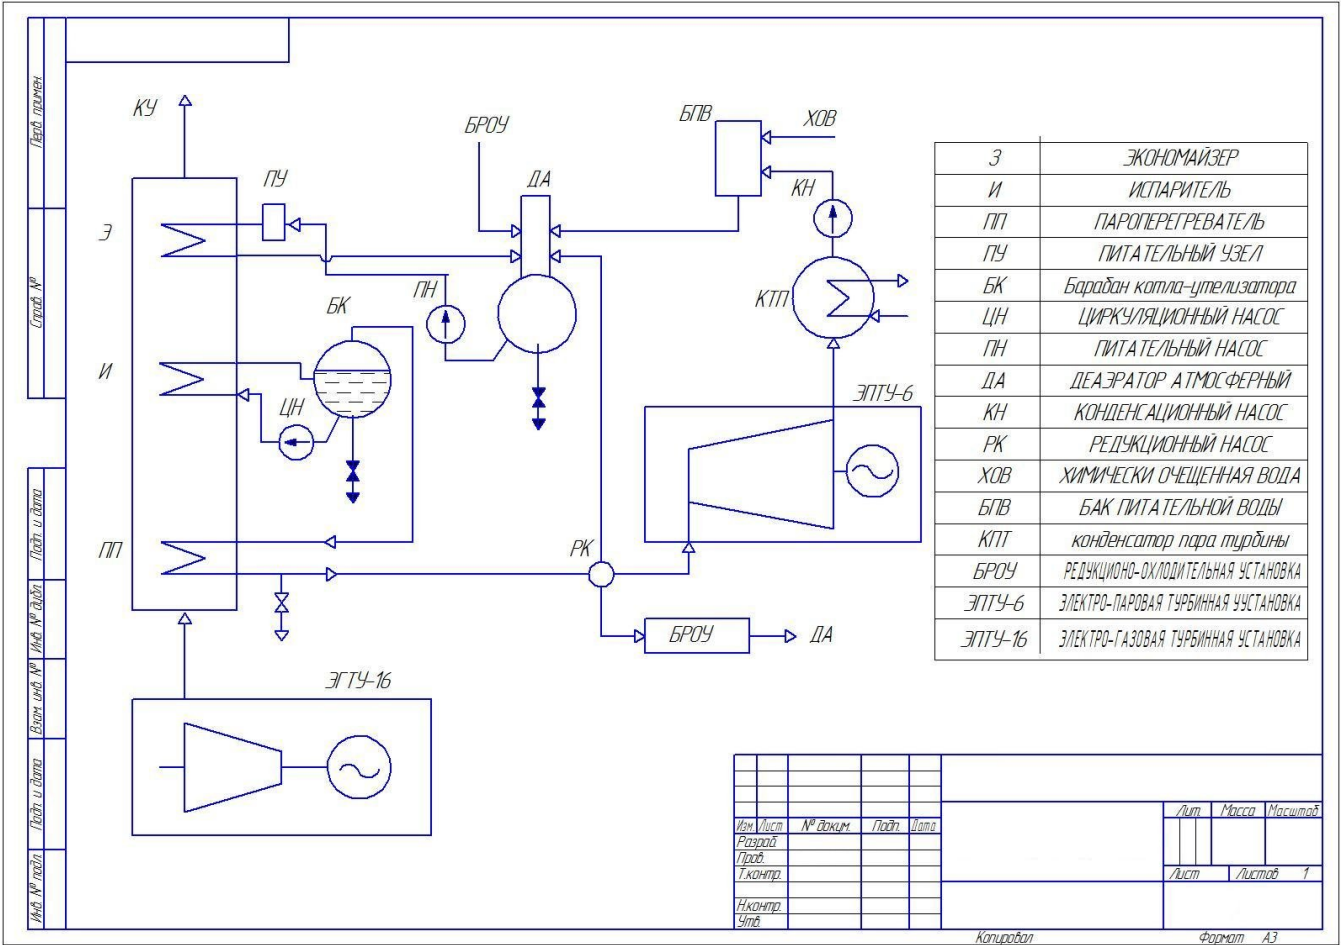 КУ
Э
И
ПП
ПУ
БРОУ
ДА
ПН
БК
ЦН
БПВ
ХОВ
КН
КТП
ЭПТУ-6
РК
БРОУ
ДА
ЭГТУ-16
Э ЭКОНОМАЙЗЕР
И ИСПАРИТЕЛЬ
ПП ПАРОПЕРЕГРЕВАТЕЛЬ
ПУ ПИТАТЕЛЬНЫЙ УЗЕЛ
БК Барабан котла-утелизатора
ЦН ЦИРКУЛЯЦИОННЫЙ НАСОС
ПН ПИТАТЕЛЬНЫЙ НАСОС
ДА ДЕАЭРАТОР АТМОСФЕРНЫЙ
КН КОНДЕНСАЦИОННЫЙ НАСОС
РК РЕДУКЦИОННЫЙ НАСОС
ХОВ ХИМИЧЕСКИ ОЧЕЩЕННАЯ ВОДА
БПВ БАК ПИТАТЕЛЬНОЙ ВОДЫ
КПТ конденсатор пара турбины
БРОУ РЕДУКЦИОНО-ОХЛОДИТЕЛЬНАЯ УСТАНОВКА
ЭПТУ-6 ЭЛЕКТРО-ПАРОВАЯ ТУРБИННАЯ УУСТАНОВКА
ЭПТУ-16 ЭЛЕКТРО-ГАЗОВАЯ ТУРБИННАЯ УСТАНОВКА
Перв. примен.
Справ. №
Подп. и дата
Инв. № дубл.
Взам. инв. №
Подп. и дата
Инв. № подл.
Изм. Лист № докум. Подп. Дата
Разраб.
Пров.
Т.контр.
Н.контр.
Утв.
Лит. Масса Масштаб
Лист Листов 1
Копировал Формат А3